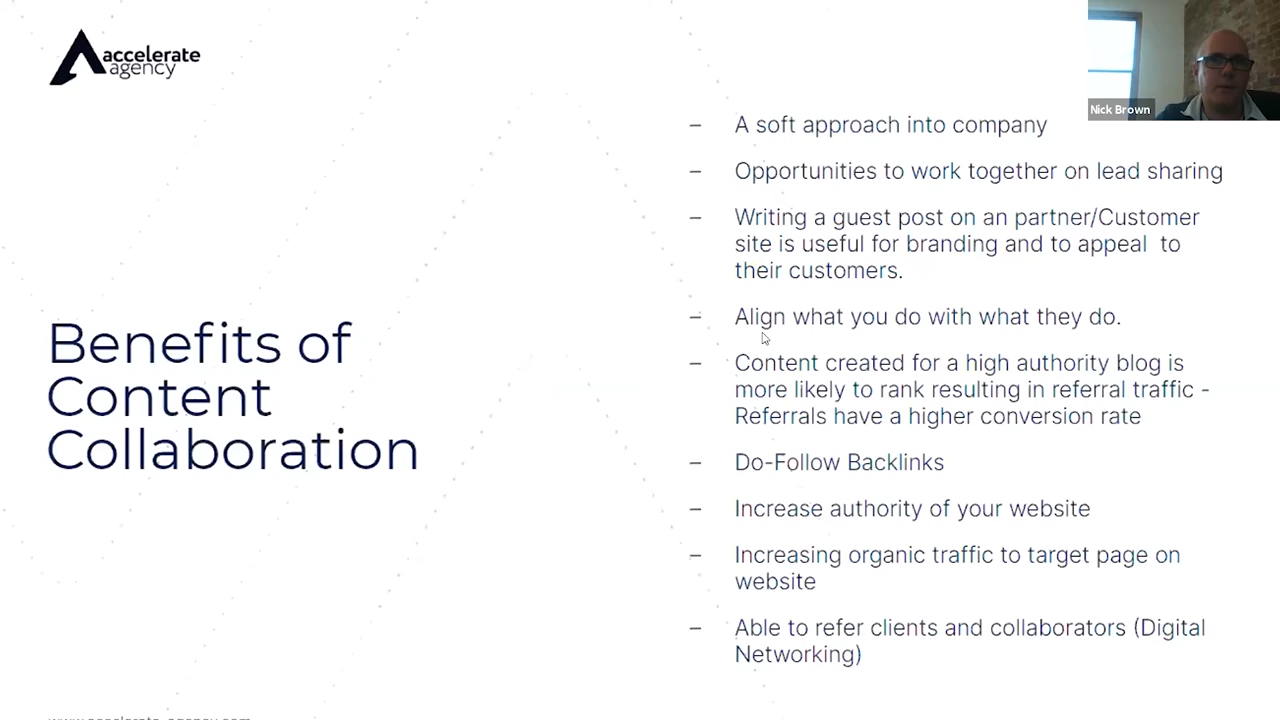 accelerate
agency
Nick Brown
– A soft approach into company
– Opportunities to work together on lead sharing
– Writing a guest post on an partner/Customer
site is useful for branding and to appeal to
their customers.
– Align what you do with what they do.
– Content created for a high authority blog is
more likely to rank resulting in referral traffic -
Referrals have a higher conversion rate
– Do-Follow Backlinks
– Increase authority of your website
– Increasing organic traffic to target page on
website
– Able to refer clients and collaborators (Digital
Networking)
Benefits of
Content
Collaboration